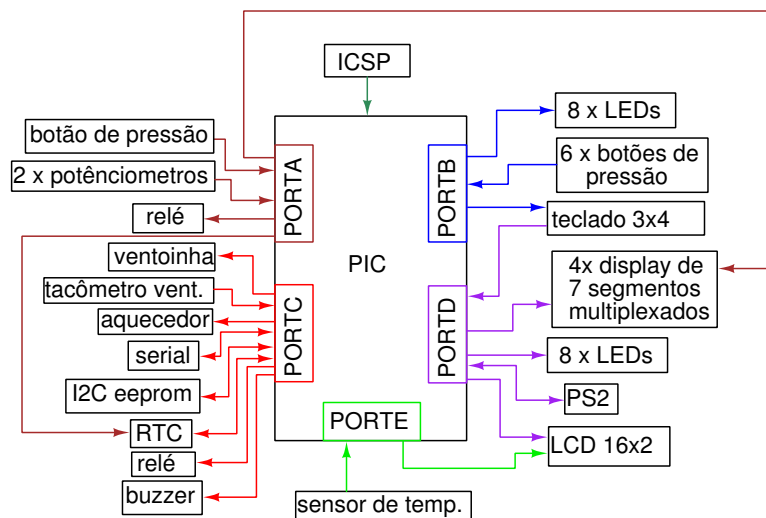 ICSP
botão de pressão
2 x potênciometros
relé
ventoinha
tacômetro vent.
aquecedor
serial
I2C eeprom
RTC
relé
buzzer
PORTA
PORTC
PIC
PORTE
sensor de temp.
PORTB
PORTD
8 x LEDs
6 x botões de
pressão
teclado 3x4
4x display de
7 segmentos
multiplexados
8 x LEDs
PS2
LCD 16x2